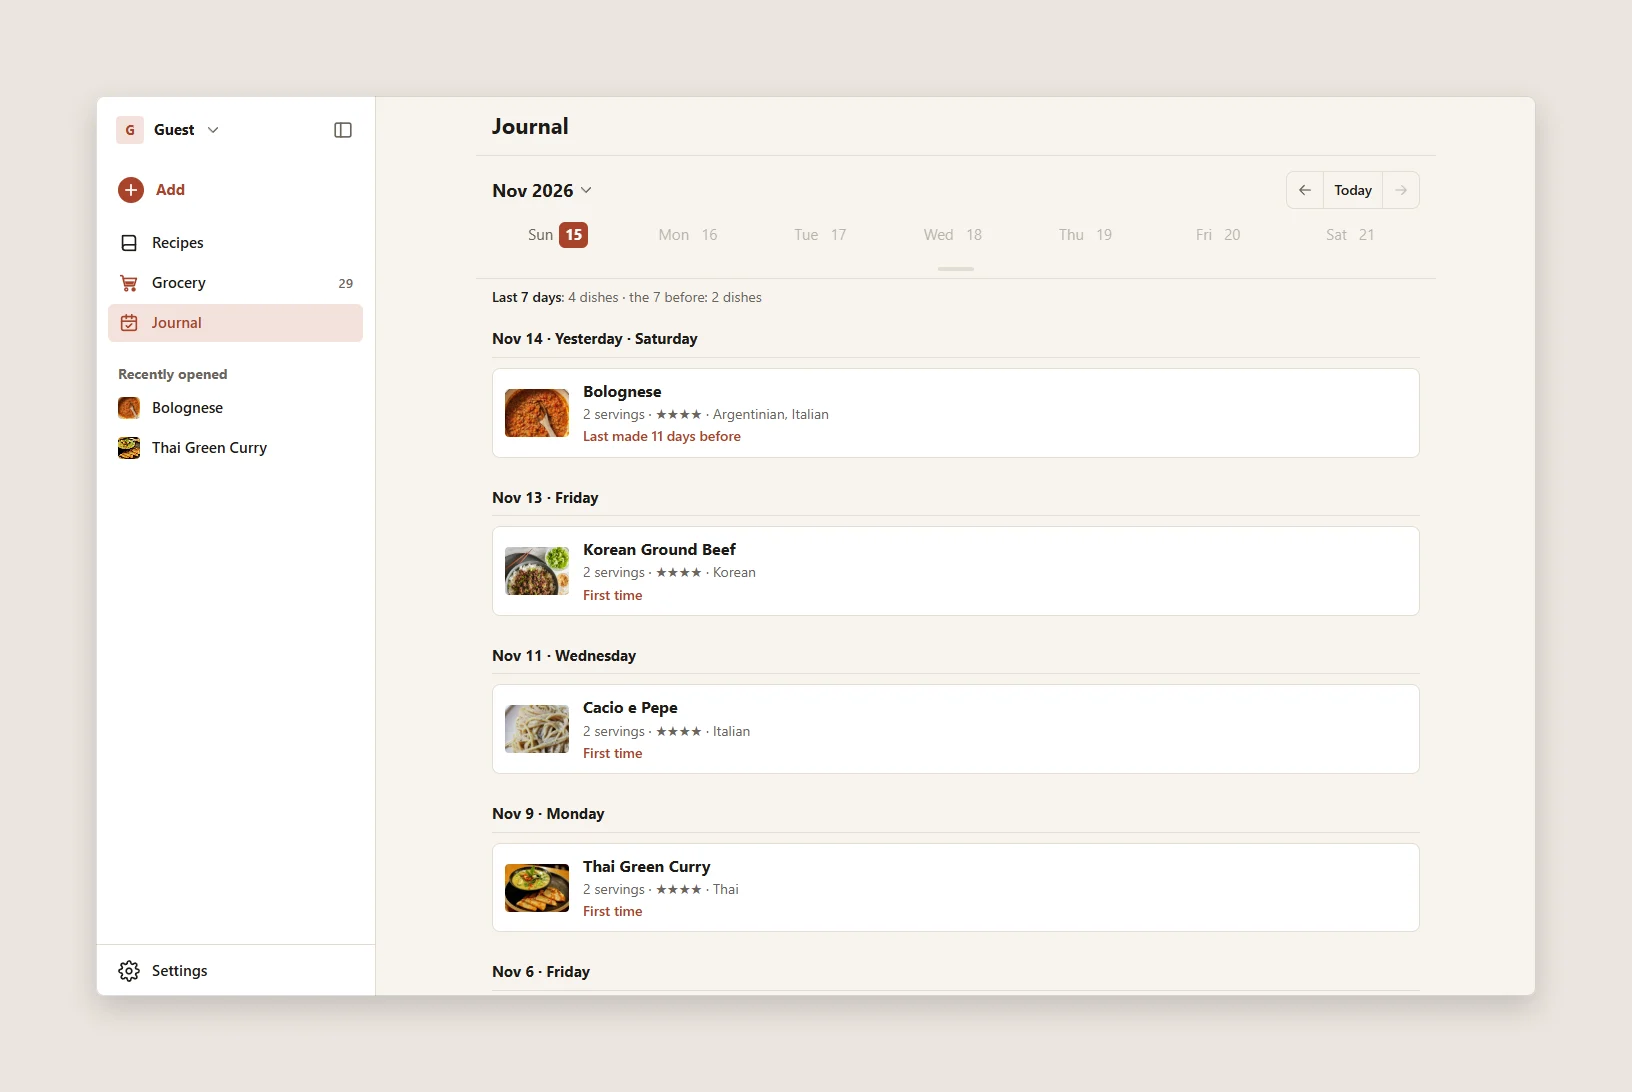 G Guest
Add
Recipes
Grocery 29
Journal
Recently opened
Bolognese
Thai Green Curry
Settings
Journal
Nov 2026
← Today →
Sun 15 Mon 16 Tue 17 Wed 18 Thu 19 Fri 20 Sat 21
Last 7 days: 4 dishes · the 7 before: 2 dishes
Nov 14 · Yesterday · Saturday
Bolognese
2 servings · ★★★★ · Argentinian, Italian
Last made 11 days before
Nov 13 · Friday
Korean Ground Beef
2 servings · ★★★★ · Korean
First time
Nov 11 · Wednesday
Cacio e Pepe
2 servings · ★★★★ · Italian
First time
Nov 9 · Monday
Thai Green Curry
2 servings · ★★★★ · Thai
First time
Nov 6 · Friday